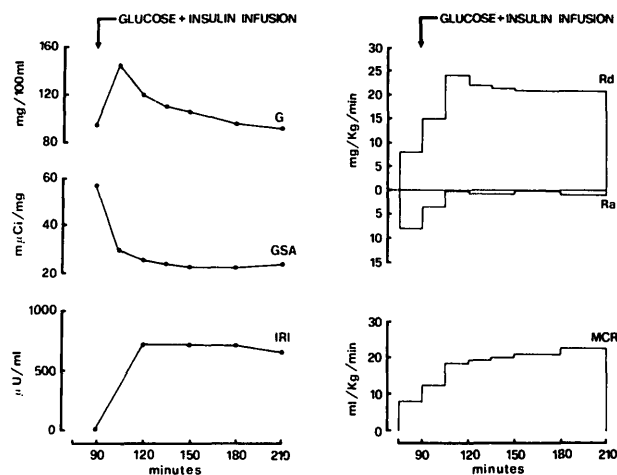 GLUCOSE + INSULIN INFUSION
160
120
80
mg/100ml
G
60
40
20
mμCi/mg
GSA
1000
500
0
μU/ml
IRI
90 120 150 180 210
minutes
GLUCOSE + INSULIN INFUSION
30
25
20
15
10
5
0
5
10
15
mg/Kg/min
Rd
Ra
30
20
10
0
ml/Kg/min
MCR
90 120 150 180 210
minutes